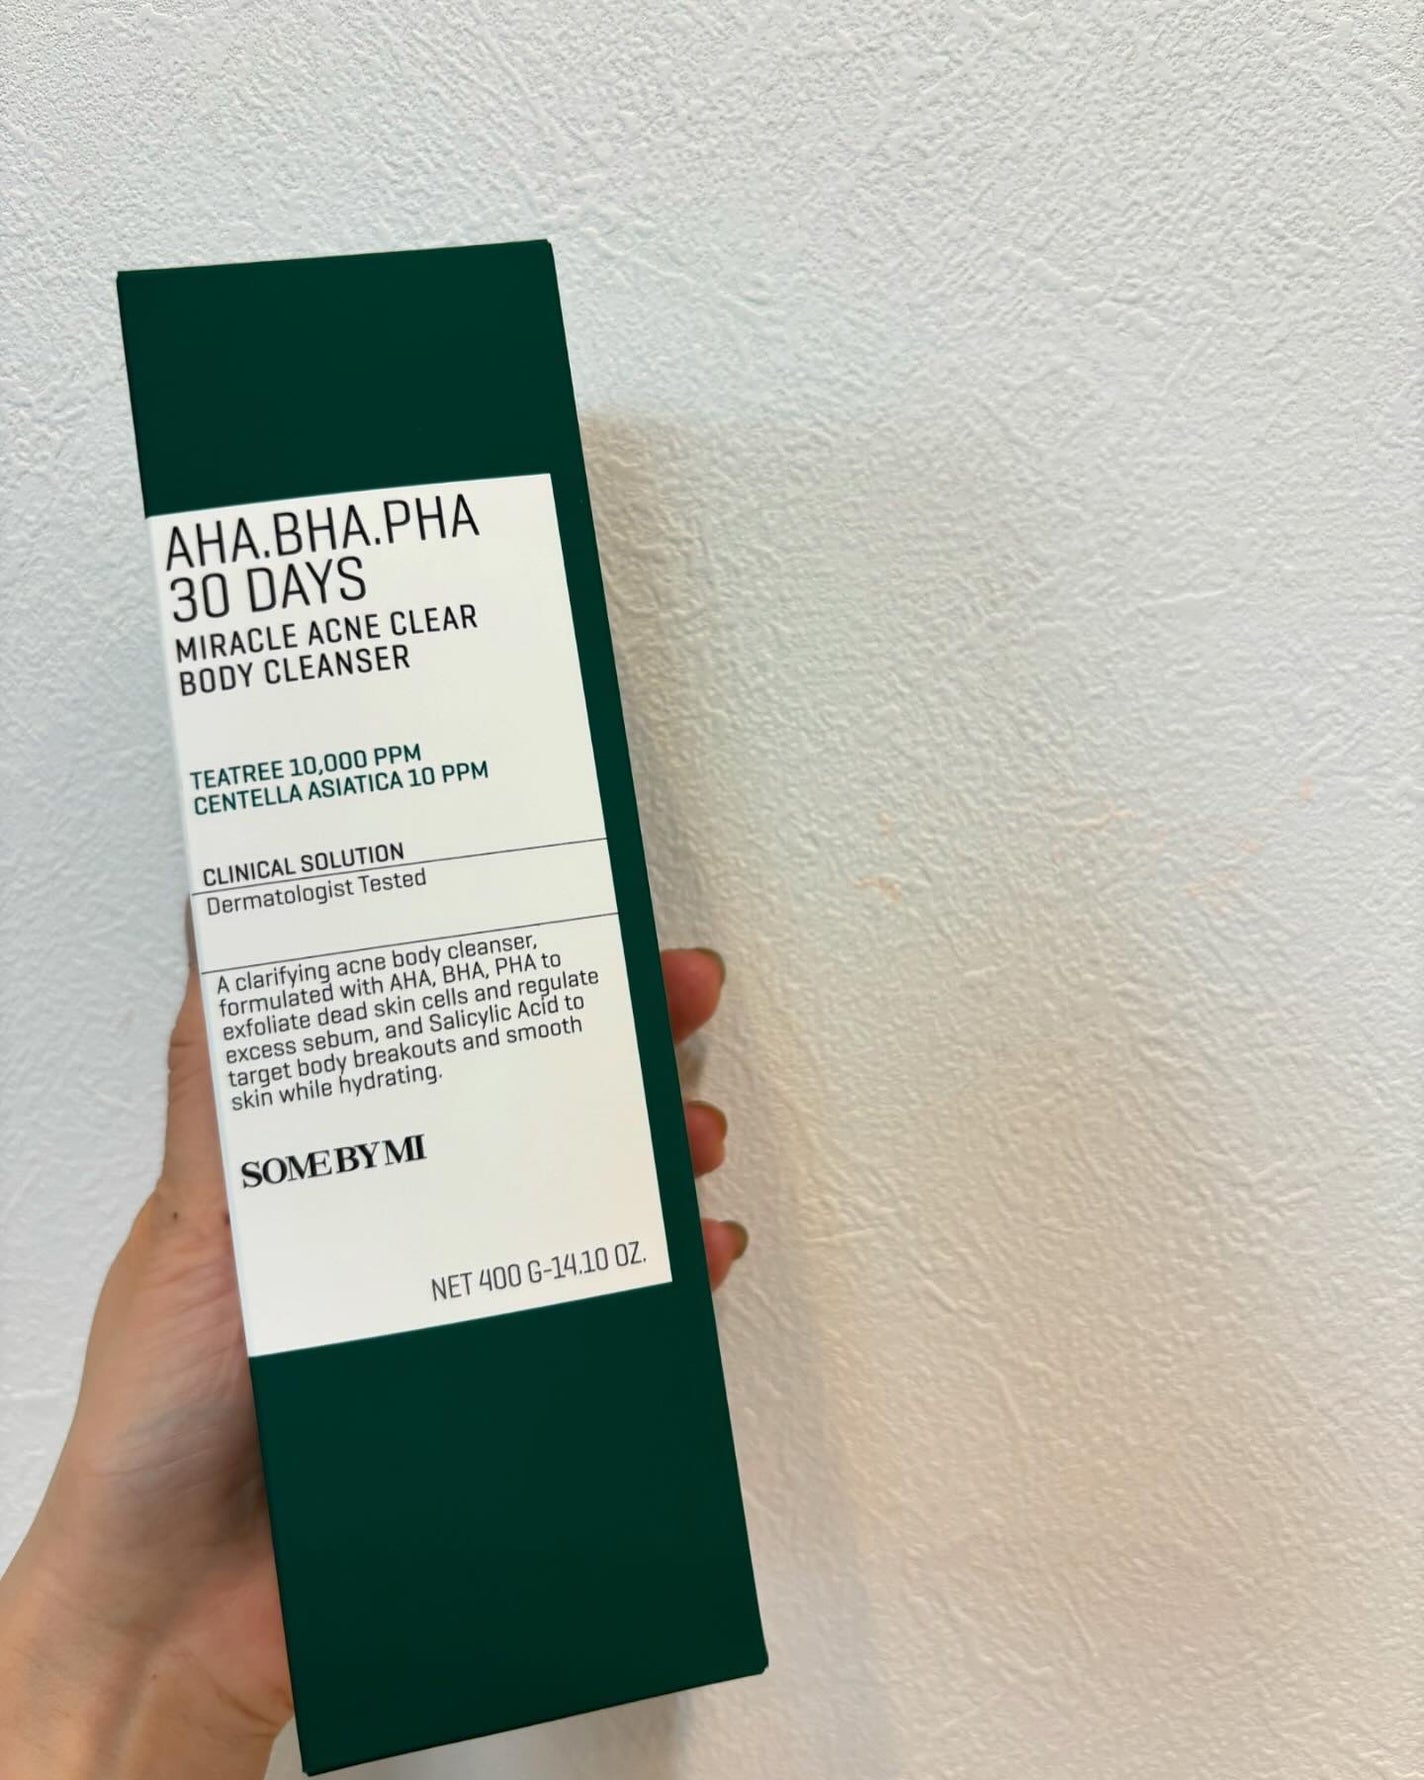 AHA.BHA.PHA
30 DAYS
MIRACLE ACNE CLEAR
BODY CLEANSER
TEATREE 10,000 PPM
CENTELLA ASIATICA 10 PPM
CLINICAL SOLUTION
Dermatologist Tested
A clarifying acne body cleanser,
formulated with AHA, BHA, PHA to
exfoliate dead skin cells and regulate
excess sebum, and Salicylic Acid to
target body breakouts and smooth
skin while hydrating.
SOME BY MI
NET 400 G-14.10 OZ.